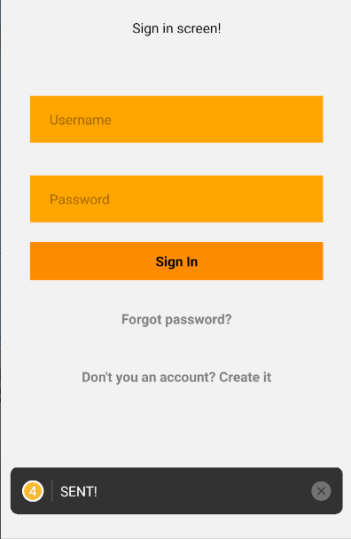 Sign in screen!
Username
Password
Sign In
Forgot password?
Don't you an account? Create it
4 SENT!